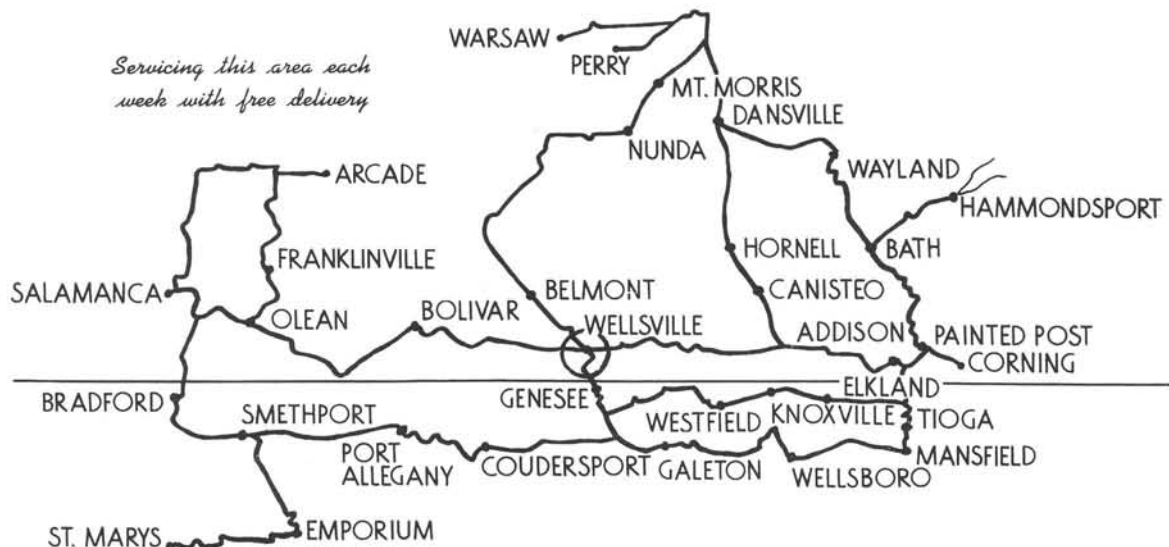 WARSAW
PERRY
Servicing this area each
week with free delivery
MT. MORRIS
DANSVILLE
NUNDA
WAYLAND
ARCADE
HAMMONDSPORT
HORNELL
BATH
FRANKLINVILLE
SALAMANCA
BELMONT
CANISTEO
BOLIVAR
OLEAN
WELLSVILLE
ADDISON
PAINTED POST
CORNING
ELKLAND
BRADFORD
GENESEE
SMETHPORT
WESTFIELD
KNOXVILLE
TIOGA
PORT
ALLEGANY
COUDERSPORT
GALETON
WELLSBORO
MANSFIELD
ST. MARYS
EMPORIUM